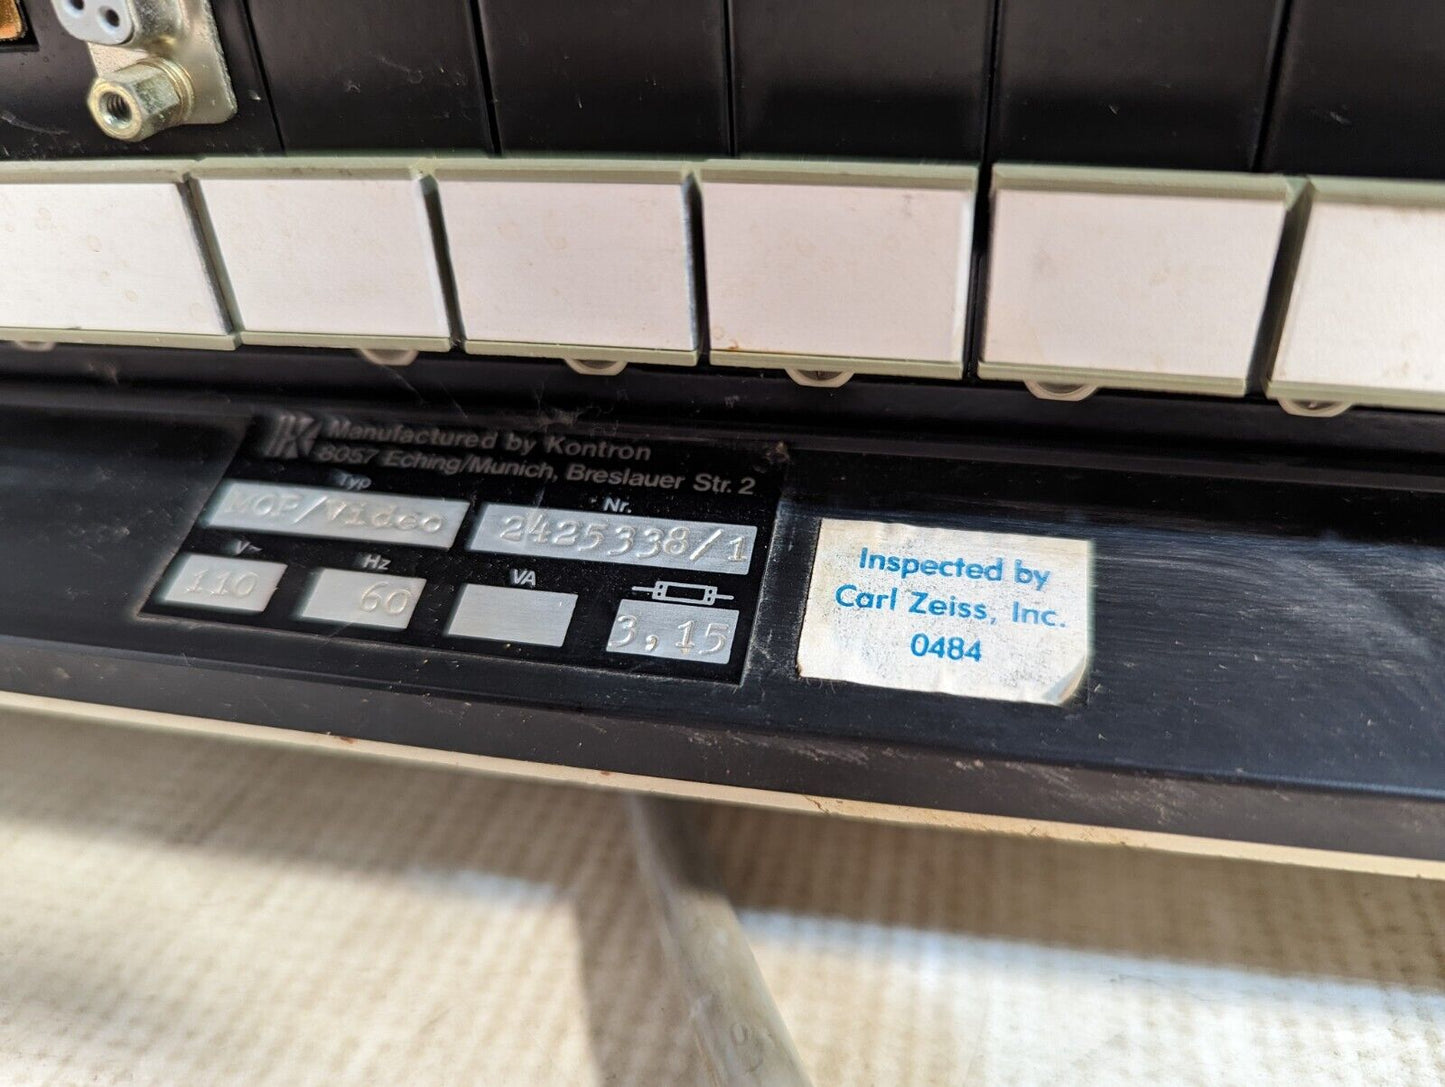 Manufactured by Kontron
8057 Eching/Munich, Breslauer Str. 2
Typ
Nr.
MOP/Video
2425338/1
V~
Hz
VA
110
60
3,15
Inspected by
Carl Zeiss, Inc.
0484